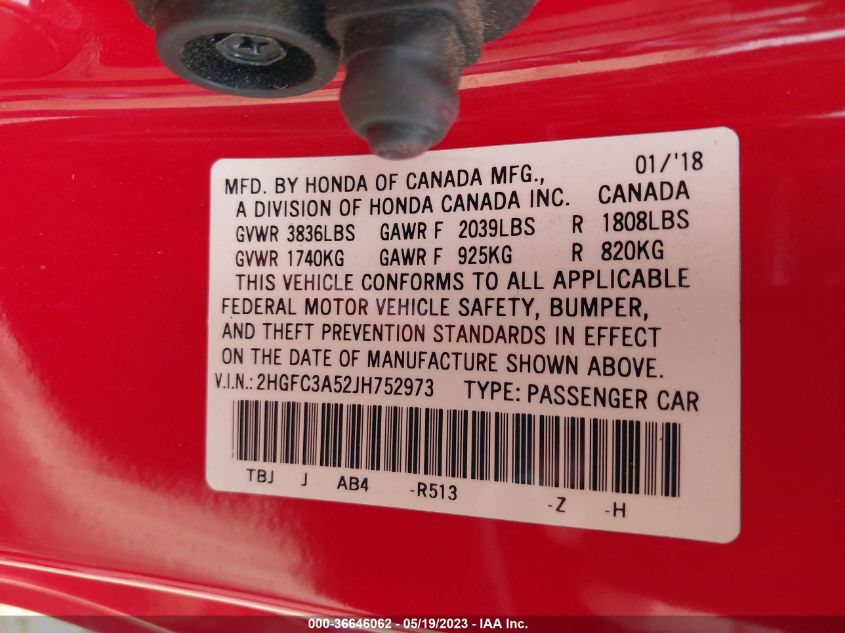 01/'18
MFD. BY HONDA OF CANADA MFG.,
A DIVISION OF HONDA CANADA INC. CANADA
GVWR 3836LBS GAWR F 2039LBS R 1808LBS
GVWR 1740KG GAWR F 925KG R 820KG
THIS VEHICLE CONFORMS TO ALL APPLICABLE
FEDERAL MOTOR VEHICLE SAFETY, BUMPER,
AND THEFT PREVENTION STANDARDS IN EFFECT
ON THE DATE OF MANUFACTURE SHOWN ABOVE.
V.I.N.: 2HGFC3A52JH752973 TYPE: PASSENGER CAR
TBJ J AB4 -R513 -Z -H
000-36646062 - 05/19/2023 - IAA Inc.